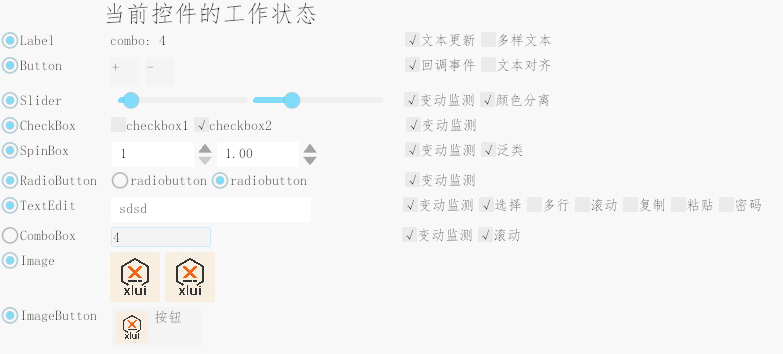 当前控件的工作状态
Label combo: 4 √文本更新 多样文本
Button + - √回调事件 文本对齐
Slider √变动监测 √颜色分离
CheckBox checkbox1 √checkbox2 √变动监测
SpinBox 1 1.00 √变动监测 √泛类
RadioButton radiobutton radiobutton √变动监测
TextEdit sdsd √变动监测 √选择 多行 滚动 复制 粘贴 密码
ComboBox 4 √变动监测 √滚动
Image xlui xlui
ImageButton xlui 按钮